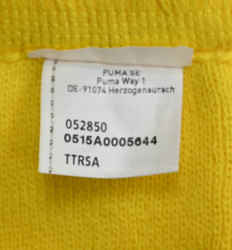 PUMA SE
Puma Way 1
DE-91074 Herzogenaurach
052850
0515A0005644
TTRSA